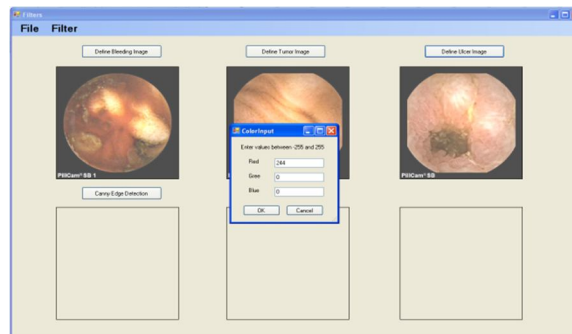 Filters
File Filter
Define Bleeding Image
Define Tumor Image
Define Ulcer Image
ColorInput
Enter values between -255 and 255
Red 244
Gree 0
Blue 0
OK Cancel
PillCam® SB 1
PillCam® SB
Canny Edge Detection